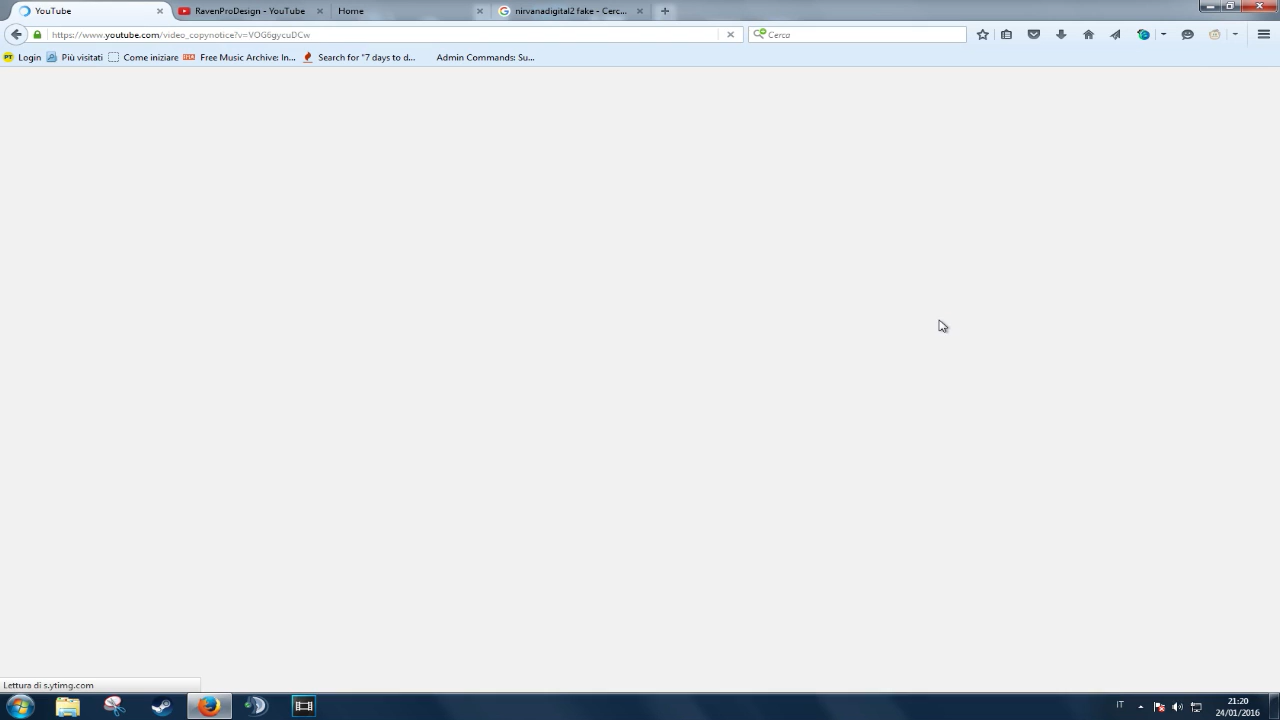 YouTube
RavenProDesign - YouTube
Home
nirvanadigital2 fake - Cerc...
https://www.youtube.com/video_copynotice?v=VOG6gycuDCw
Cerca
Login
Più visitati
Come iniziare
Free Music Archive: In...
Search for "7 days to d...
Admin Commands: Su...
Lettura di s.ytimg.com
IT
21:20
24/01/2016